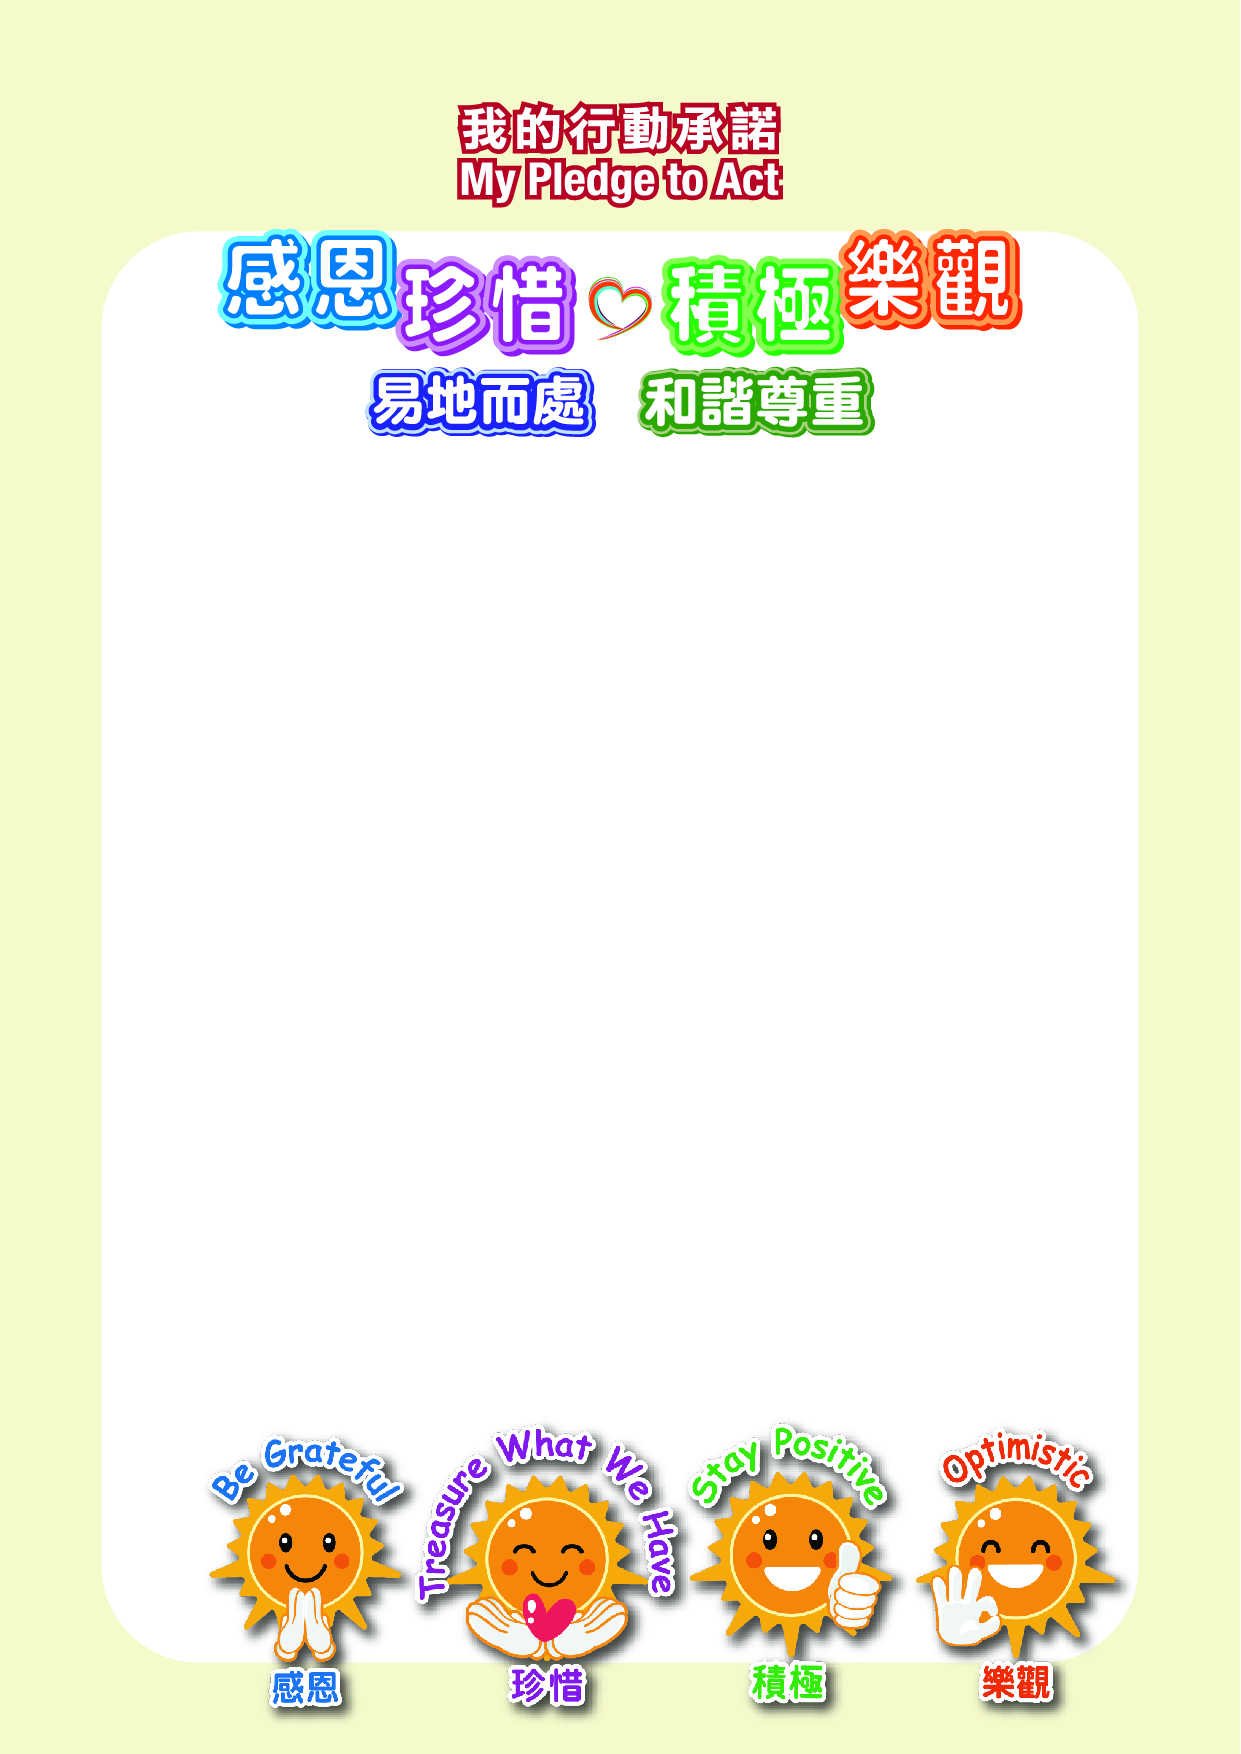 我的行動承諾
My Pledge to Act
感恩珍惜 積極樂觀
易地而處 和諧尊重
Be Grateful
感恩
Treasure What We Have
珍惜
Stay Positive
積極
Optimistic
樂觀